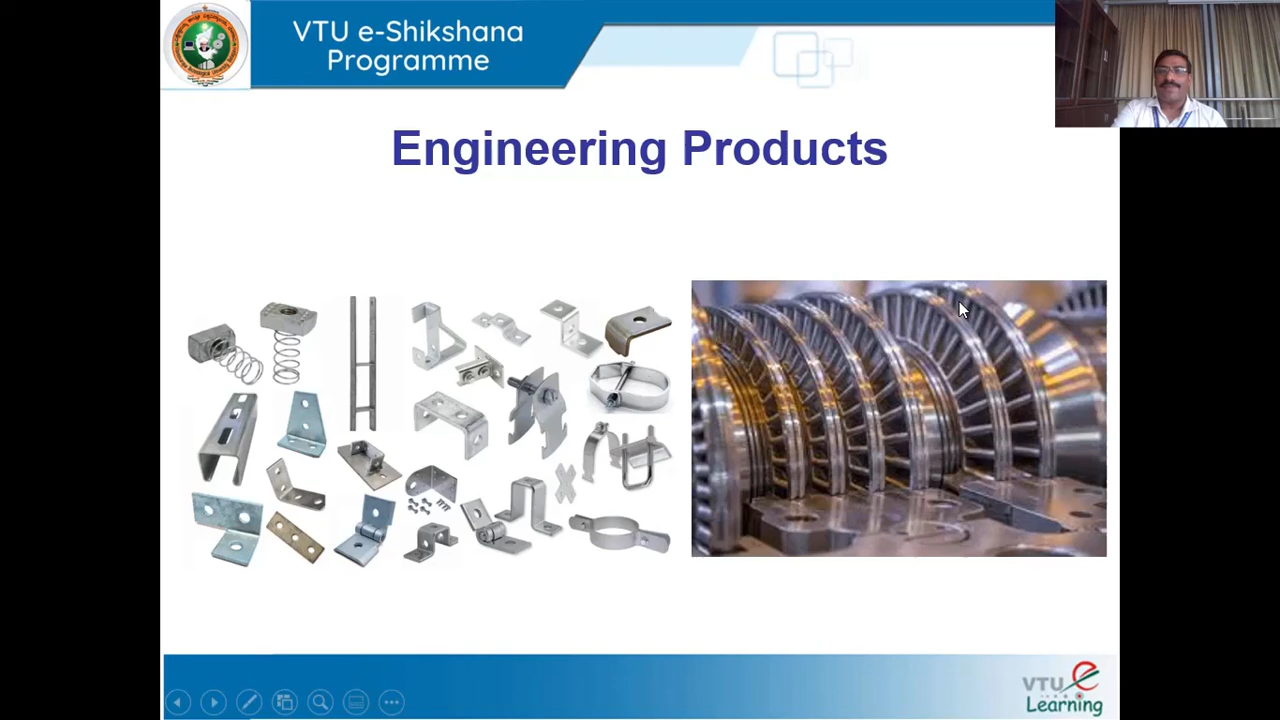 VTU e-Shikshana
Programme
Engineering Products
VTU
Learning